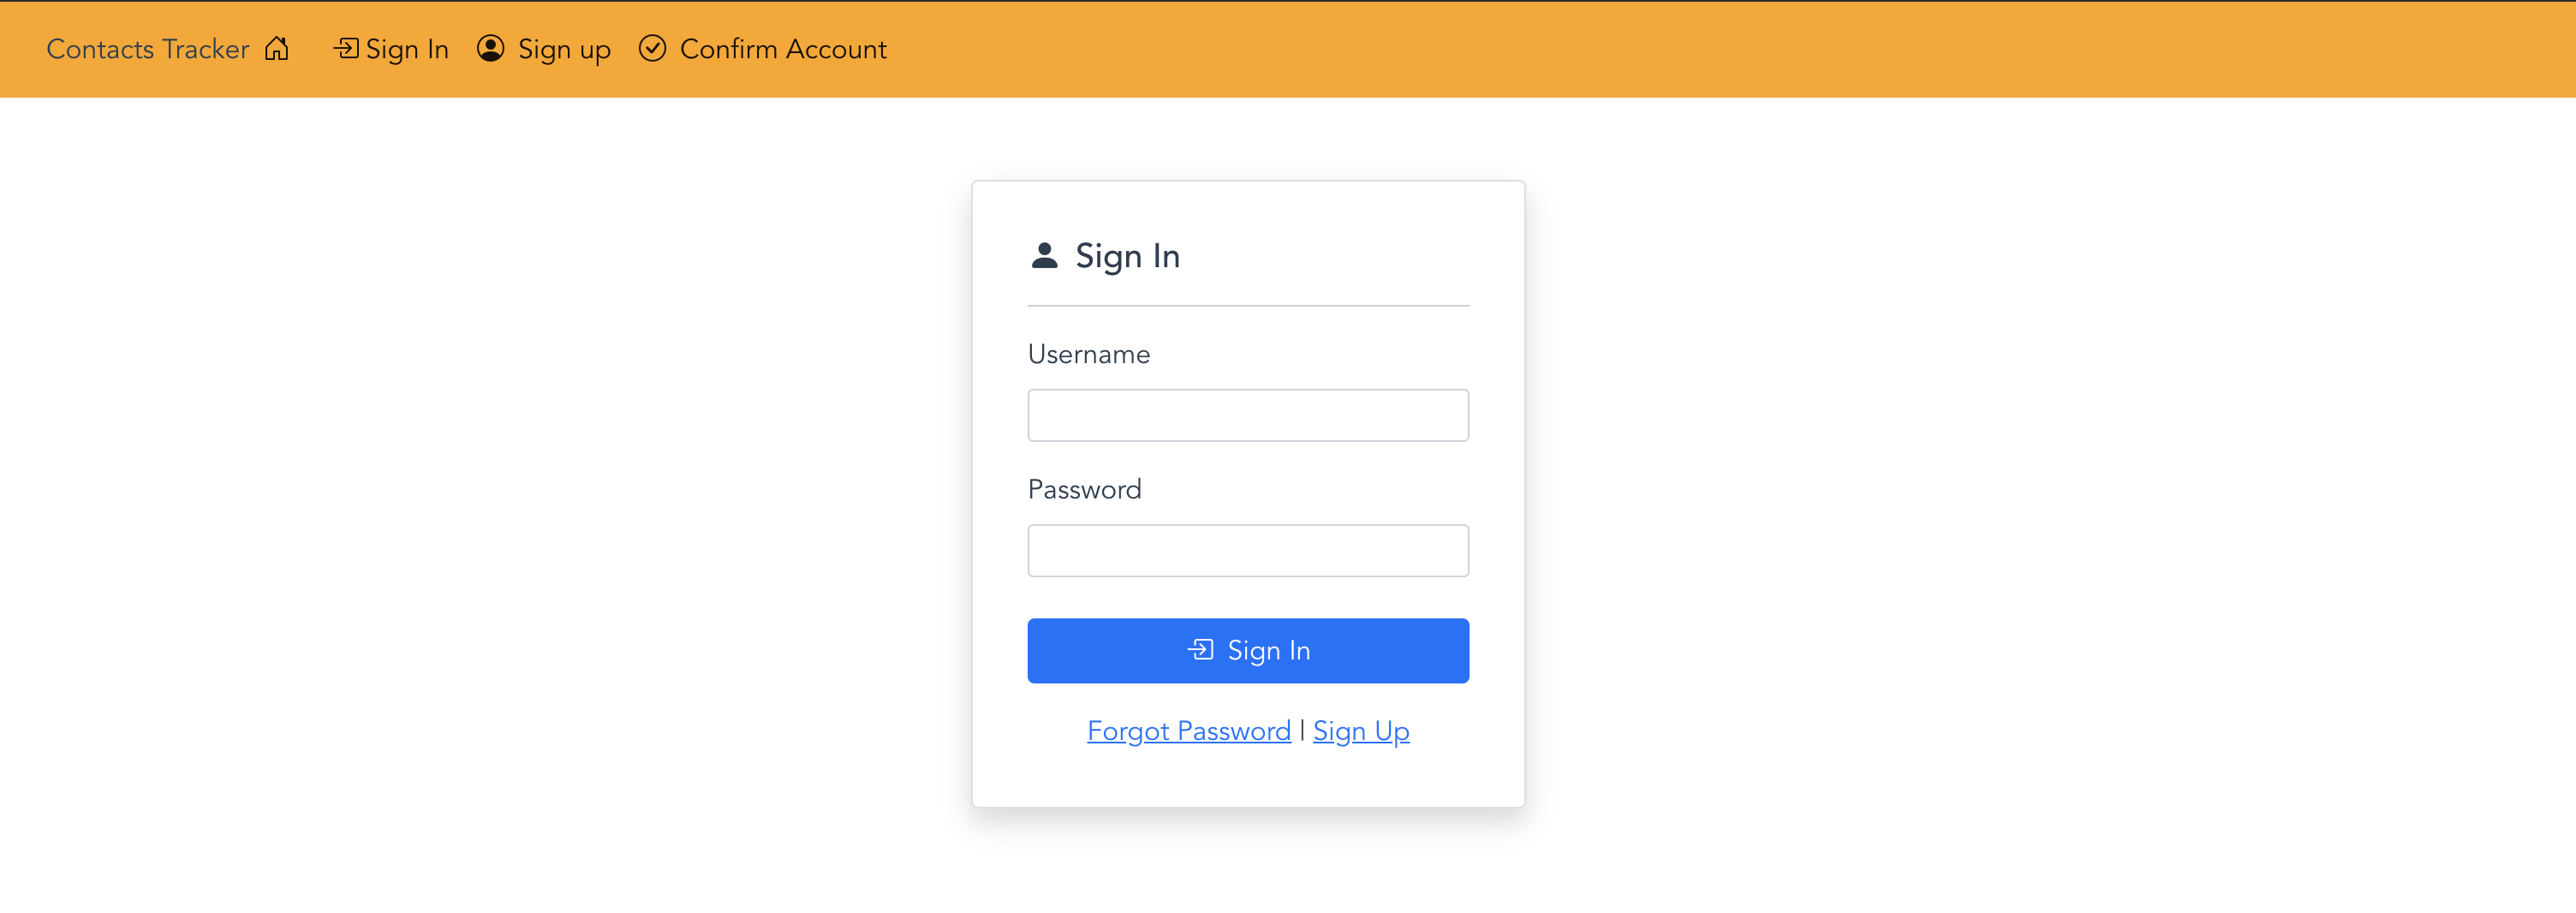 Contacts Tracker Sign In Sign up Confirm Account
Sign In
Username
Password
Sign In
Forgot Password | Sign Up